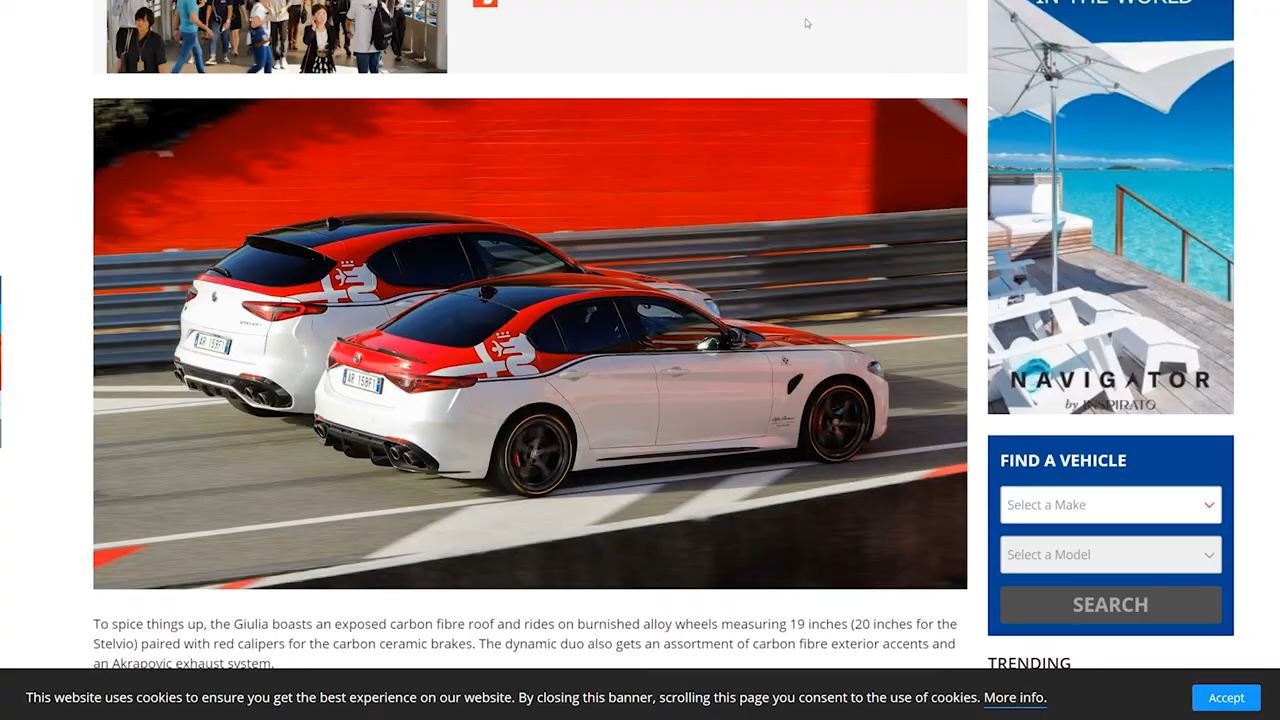 IN THE WORLD
AR 159FT
AR 158FT
NAVIGATOR
by INSPIRATO
FIND A VEHICLE
Select a Make
Select a Model
SEARCH
To spice things up, the Giulia boasts an exposed carbon fibre roof and rides on burnished alloy wheels measuring 19 inches (20 inches for the
Stelvio) paired with red calipers for the carbon ceramic brakes. The dynamic duo also gets an assortment of carbon fibre exterior accents and
an Akrapovic exhaust system.
TRENDING
This website uses cookies to ensure you get the best experience on our website. By closing this banner, scrolling this page you consent to the use of cookies. More info.
Accept